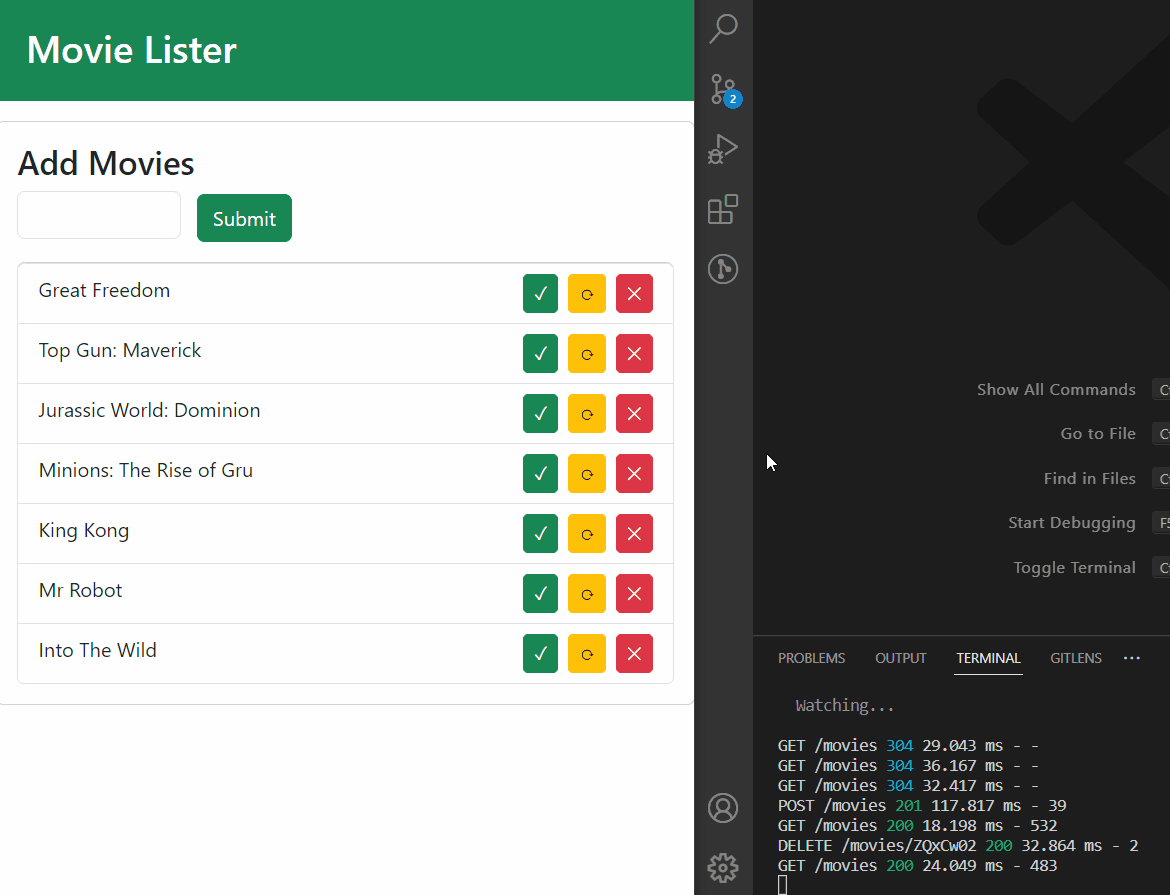 Movie Lister
Add Movies
Submit
Great Freedom
Top Gun: Maverick
Jurassic World: Dominion
Minions: The Rise of Gru
King Kong
Mr Robot
Into The Wild
2
Show All Commands
Go to File
Find in Files
Start Debugging
Toggle Terminal
PROBLEMS OUTPUT TERMINAL GITLENS ···
Watching...
GET /movies 304 29.043 ms - -
GET /movies 304 36.167 ms - -
GET /movies 304 32.417 ms - -
POST /movies 201 117.817 ms - 39
GET /movies 200 18.198 ms - 532
DELETE /movies/ZQxCw02 200 32.864 ms - 2
GET /movies 200 24.049 ms - 483